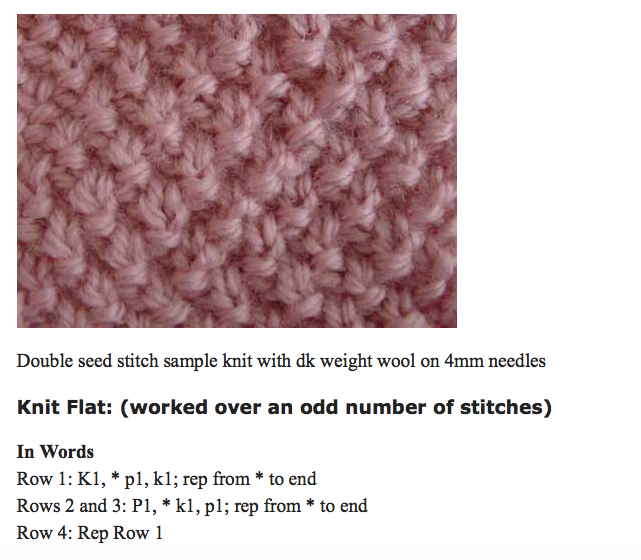 Double seed stitch sample knit with dk weight wool on 4mm needles
Knit Flat: (worked over an odd number of stitches)
In Words
Row 1: K1, * p1, k1; rep from * to end
Rows 2 and 3: P1, * k1, p1; rep from * to end
Row 4: Rep Row 1